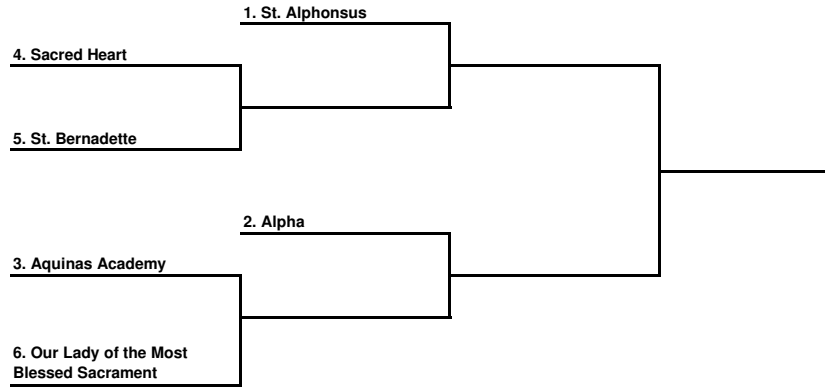 1. St. Alphonsus
4. Sacred Heart
5. St. Bernadette
2. Alpha
3. Aquinas Academy
6. Our Lady of the Most
Blessed Sacrament